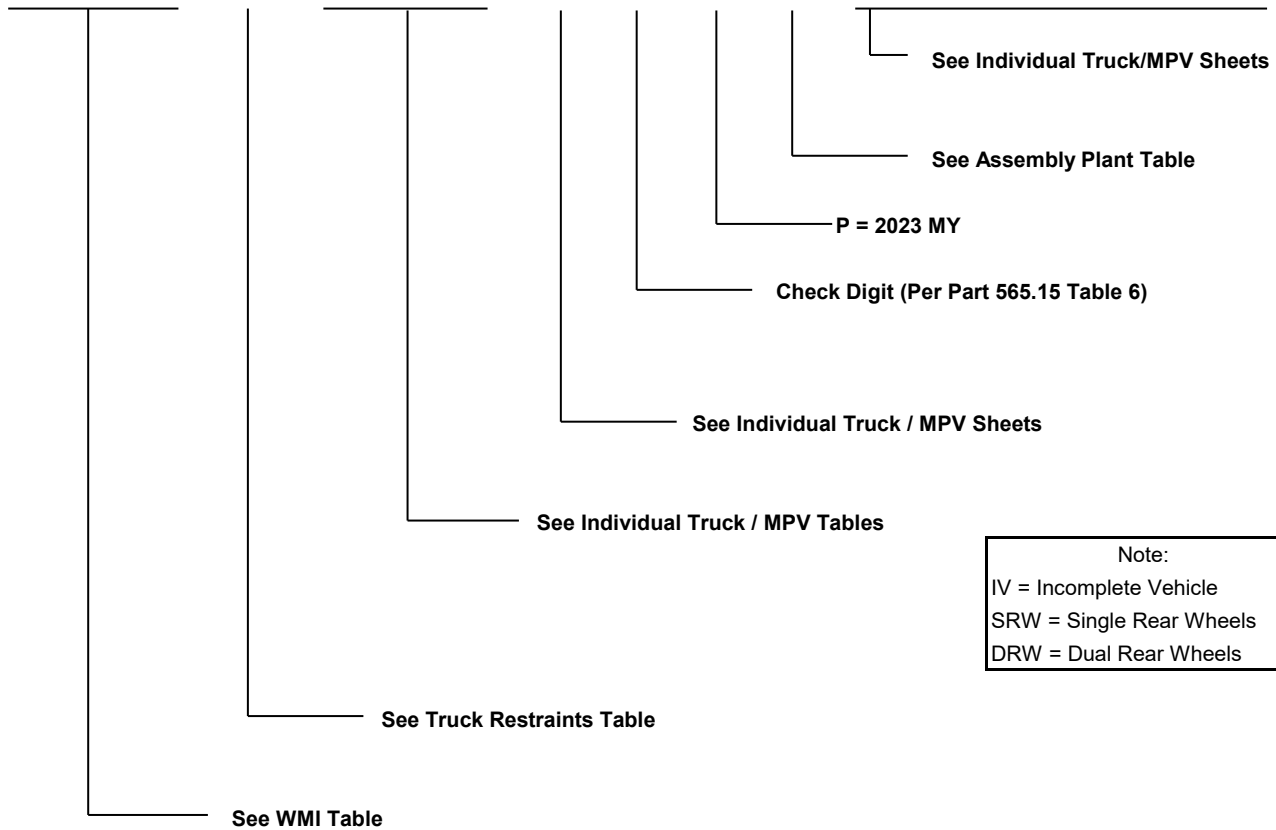 See Individual Truck/MPV Sheets
See Assembly Plant Table
P = 2023 MY
Check Digit (Per Part 565.15 Table 6)
See Individual Truck / MPV Sheets
See Individual Truck / MPV Tables
Note:
IV = Incomplete Vehicle
SRW = Single Rear Wheels
DRW = Dual Rear Wheels
See Truck Restraints Table
See WMI Table